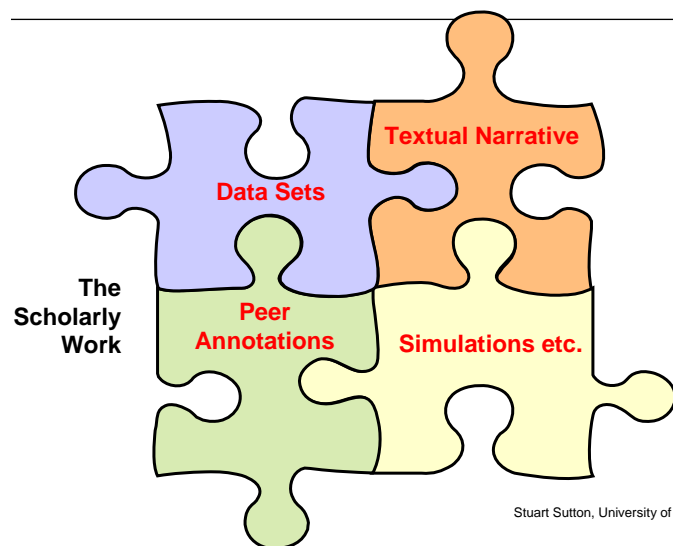 Textual Narrative
Data Sets
The
Scholarly
Work
Peer
Annotations
Simulations etc.
Stuart Sutton, University of